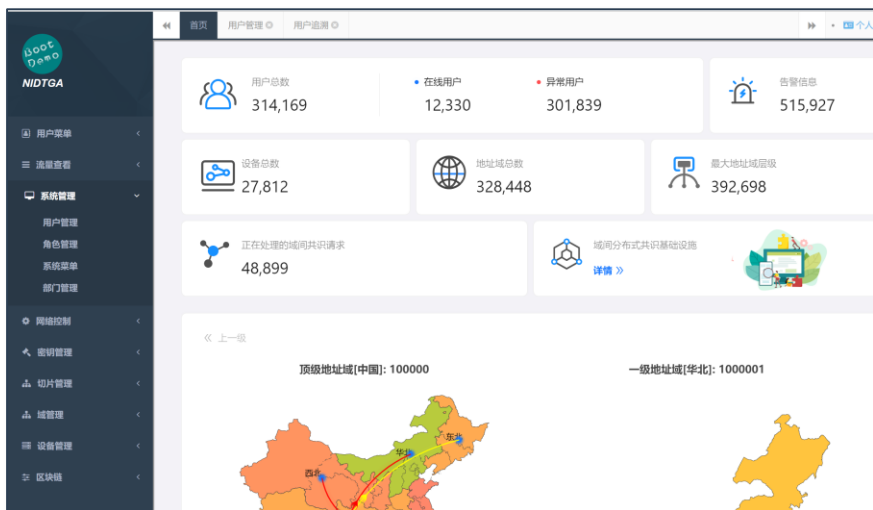 首页
用户管理
用户追溯
个人
Boot
Demo
NIDTGA
用户菜单
流量查看
系统管理
用户管理
角色管理
系统菜单
部门管理
网络控制
密钥管理
切片管理
域管理
设备管理
区块链
用户总数
314,169
在线用户
12,330
异常用户
301,839
告警信息
515,927
设备总数
27,812
地址域总数
328,448
最大地址域层级
392,698
正在处理的域间共识请求
48,899
域间分布式共识基础设施
详情 》
《 上一级
顶级地址域[中国]: 100000
一级地址域[华北]: 1000001
东北
华北
西北